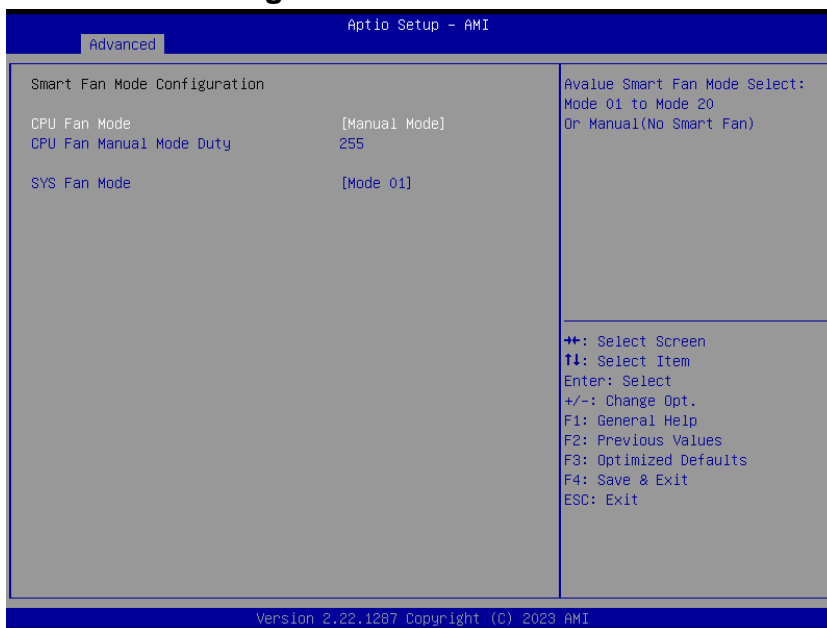 Aptio Setup – AMI
Advanced
Smart Fan Mode Configuration
CPU Fan Mode [Manual Mode]
CPU Fan Manual Mode Duty 255
SYS Fan Mode [Mode 01]
Avalue Smart Fan Mode Select:
Mode 01 to Mode 20
Or Manual(No Smart Fan)
→←: Select Screen
↑↓: Select Item
Enter: Select
+/-: Change Opt.
F1: General Help
F2: Previous Values
F3: Optimized Defaults
F4: Save & Exit
ESC: Exit
Version 2.22.1287 Copyright (C) 2023 AMI